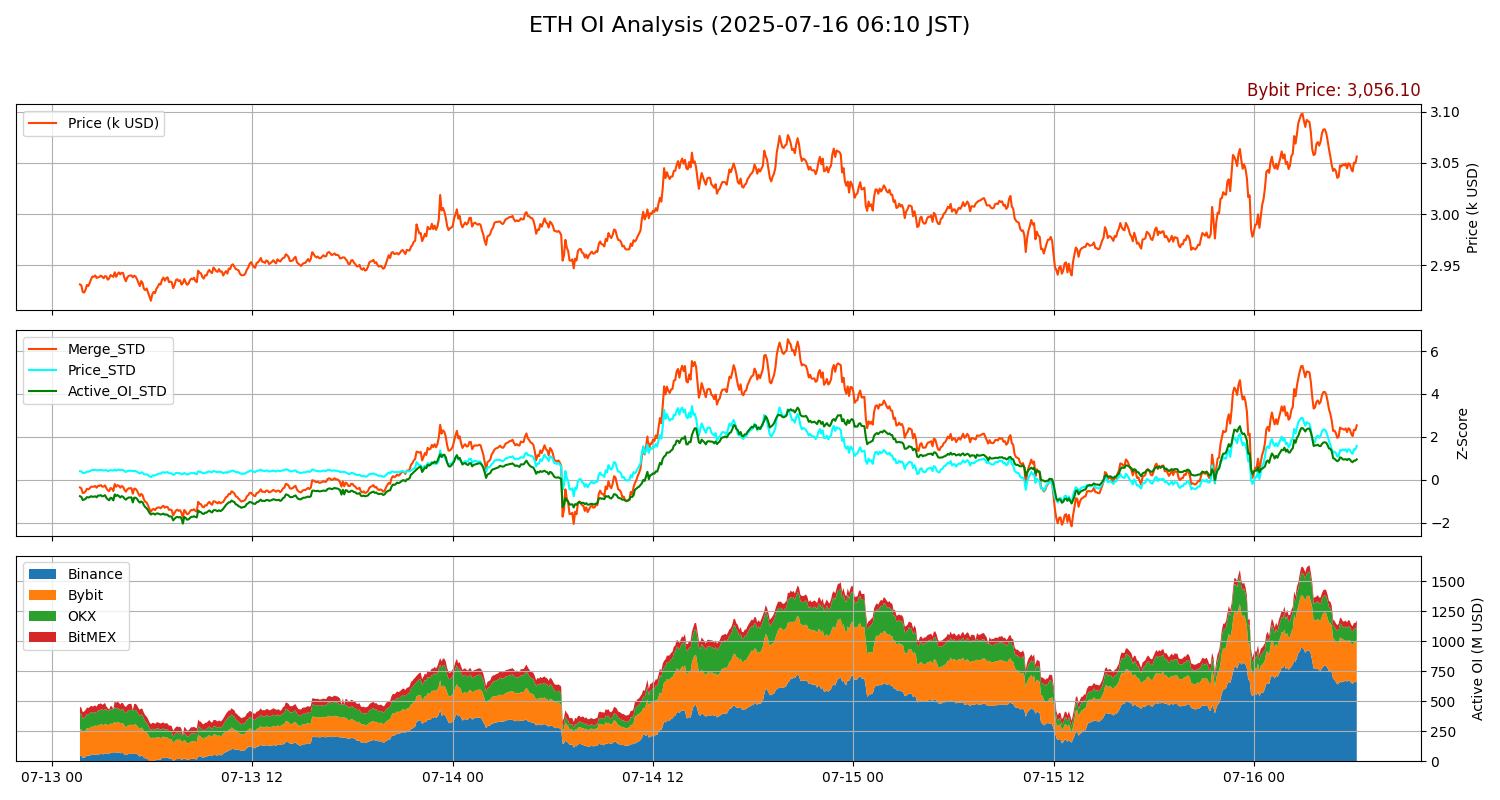 ETH OI Analysis (2025-07-16 06:10 JST)
Bybit Price: 3,056.10
Price (k USD)
3.10
3.05
3.00
2.95
Price (k USD)
Merge_STD
Price_STD
Active_OI_STD
6
4
2
0
−2
Z-Score
Binance
Bybit
OKX
BitMEX
1500
1250
1000
750
500
250
0
Active OI (M USD)
07-13 00
07-13 12
07-14 00
07-14 12
07-15 00
07-15 12
07-16 00